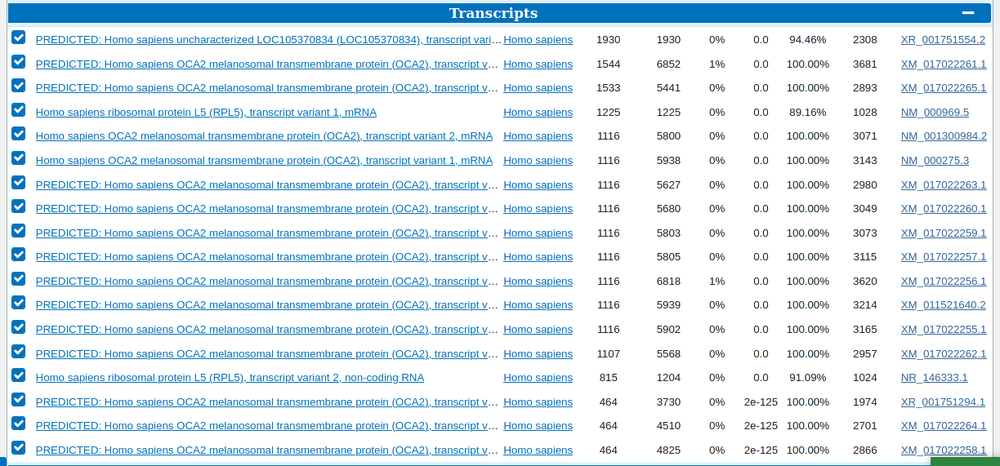 Transcripts
PREDICTED: Homo sapiens uncharacterized LOC105370834 (LOC105370834), transcript vari... Homo sapiens 1930 1930 0% 0.0 94.46% 2308 XR_001751554.2
PREDICTED: Homo sapiens OCA2 melanosomal transmembrane protein (OCA2), transcript v... Homo sapiens 1544 6852 1% 0.0 100.00% 3681 XM_017022261.1
PREDICTED: Homo sapiens OCA2 melanosomal transmembrane protein (OCA2), transcript v... Homo sapiens 1533 5441 0% 0.0 100.00% 2893 XM_017022265.1
Homo sapiens ribosomal protein L5 (RPL5), transcript variant 1, mRNA Homo sapiens 1225 1225 0% 0.0 89.16% 1028 NM_000969.5
Homo sapiens OCA2 melanosomal transmembrane protein (OCA2), transcript variant 2, mRNA Homo sapiens 1116 5800 0% 0.0 100.00% 3071 NM_001300984.2
Homo sapiens OCA2 melanosomal transmembrane protein (OCA2), transcript variant 1, mRNA Homo sapiens 1116 5938 0% 0.0 100.00% 3143 NM_000275.3
PREDICTED: Homo sapiens OCA2 melanosomal transmembrane protein (OCA2), transcript v... Homo sapiens 1116 5627 0% 0.0 100.00% 2980 XM_017022263.1
PREDICTED: Homo sapiens OCA2 melanosomal transmembrane protein (OCA2), transcript v... Homo sapiens 1116 5680 0% 0.0 100.00% 3049 XM_017022260.1
PREDICTED: Homo sapiens OCA2 melanosomal transmembrane protein (OCA2), transcript v... Homo sapiens 1116 5803 0% 0.0 100.00% 3073 XM_017022259.1
PREDICTED: Homo sapiens OCA2 melanosomal transmembrane protein (OCA2), transcript v... Homo sapiens 1116 5805 0% 0.0 100.00% 3115 XM_017022257.1
PREDICTED: Homo sapiens OCA2 melanosomal transmembrane protein (OCA2), transcript v... Homo sapiens 1116 6818 1% 0.0 100.00% 3620 XM_017022256.1
PREDICTED: Homo sapiens OCA2 melanosomal transmembrane protein (OCA2), transcript v... Homo sapiens 1116 5939 0% 0.0 100.00% 3214 XM_011521640.2
PREDICTED: Homo sapiens OCA2 melanosomal transmembrane protein (OCA2), transcript v... Homo sapiens 1116 5902 0% 0.0 100.00% 3165 XM_017022255.1
PREDICTED: Homo sapiens OCA2 melanosomal transmembrane protein (OCA2), transcript v... Homo sapiens 1107 5568 0% 0.0 100.00% 2957 XM_017022262.1
Homo sapiens ribosomal protein L5 (RPL5), transcript variant 2, non-coding RNA Homo sapiens 815 1204 0% 0.0 91.09% 1024 NR_146333.1
PREDICTED: Homo sapiens OCA2 melanosomal transmembrane protein (OCA2), transcript v... Homo sapiens 464 3730 0% 2e-125 100.00% 1974 XR_001751294.1
PREDICTED: Homo sapiens OCA2 melanosomal transmembrane protein (OCA2), transcript v... Homo sapiens 464 4510 0% 2e-125 100.00% 2701 XM_017022264.1
PREDICTED: Homo sapiens OCA2 melanosomal transmembrane protein (OCA2), transcript v... Homo sapiens 464 4825 0% 2e-125 100.00% 2866 XM_017022258.1